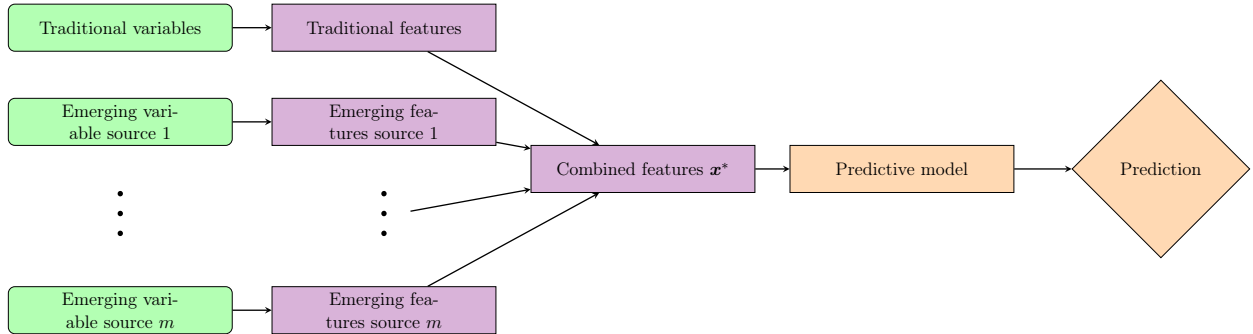 Traditional variables
Traditional features
Emerging vari-
able source 1
Emerging fea-
tures source 1
Combined features x*
Predictive model
Prediction
Emerging vari-
able source m
Emerging fea-
tures source m